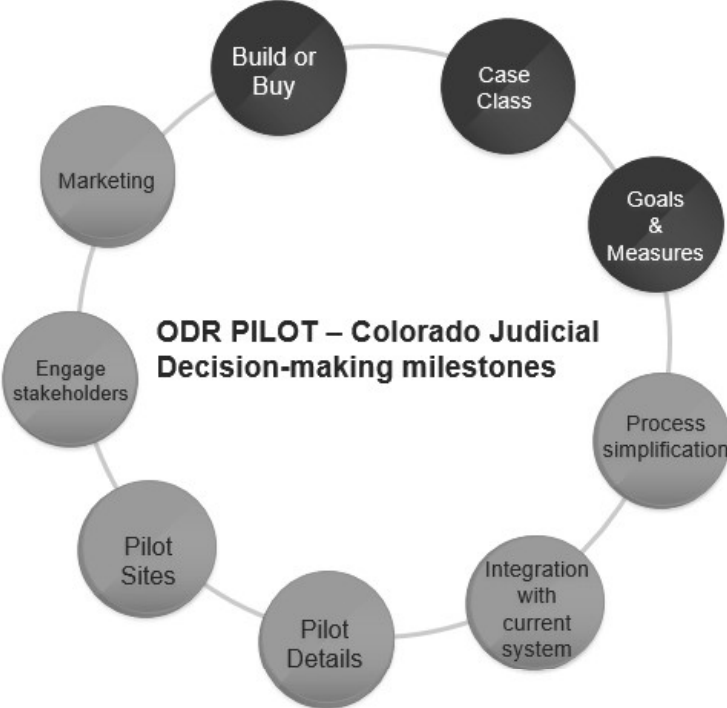 Build or
Buy
Case
Class
Goals
&
Measures
Process
simplification
Integration
with
current
system
Pilot
Details
Pilot
Sites
Engage
stakeholders
Marketing
ODR PILOT – Colorado Judicial
Decision-making milestones